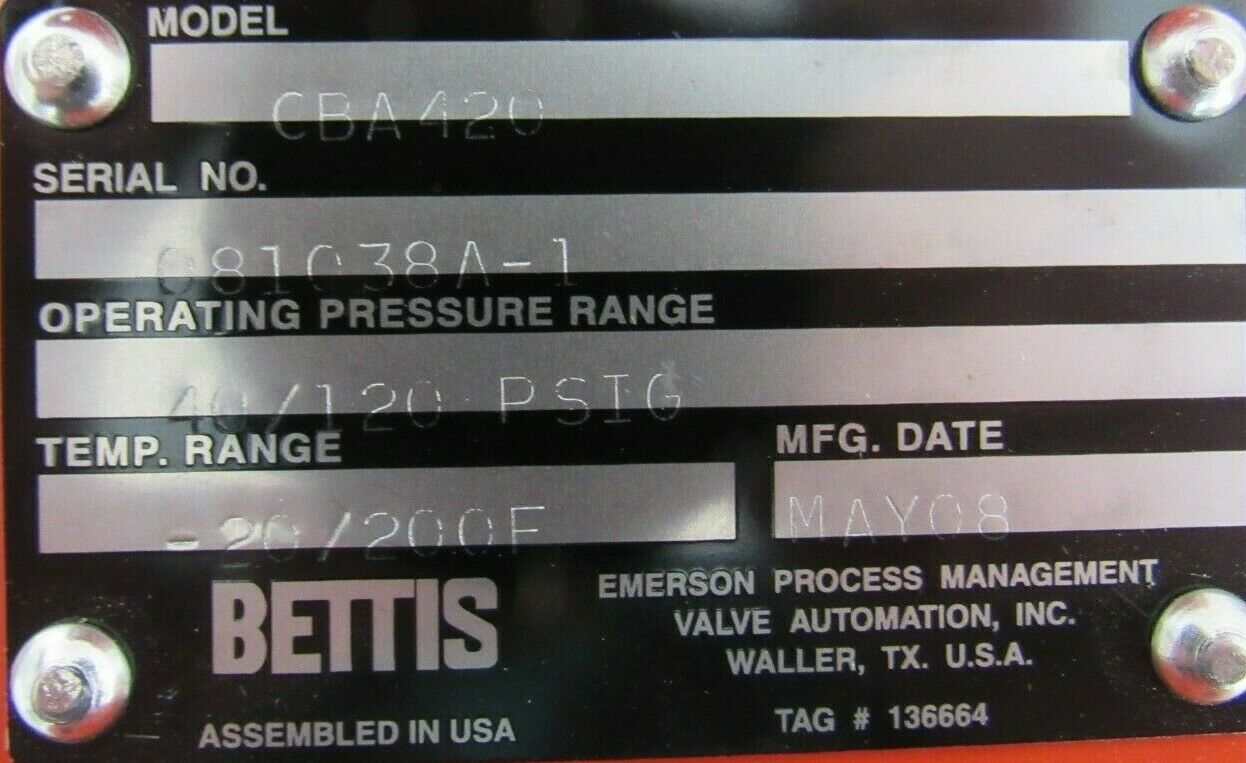 MODEL
CBA420
SERIAL NO.
081038A-1
OPERATING PRESSURE RANGE
40/120 PSIG
TEMP. RANGE
-20/200F
MFG. DATE
MAY08
BETTIS
ASSEMBLED IN USA
EMERSON PROCESS MANAGEMENT
VALVE AUTOMATION, INC.
WALLER, TX. U.S.A.
TAG # 136664